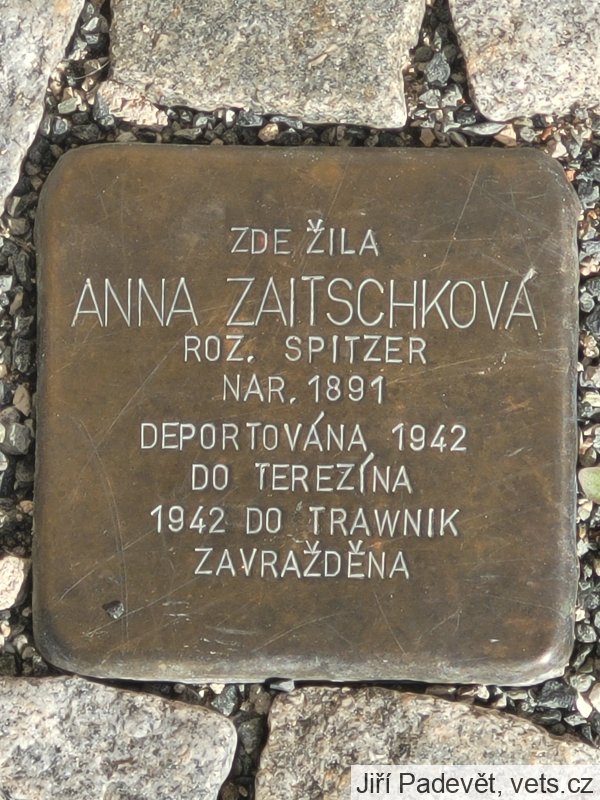 ZDE ŽILA
ANNA ZAITSCHKOVÁ
ROZ. SPITZER
NAR. 1891
DEPORTOVÁNA 1942
DO TEREZÍNA
1942 DO TRAWNIK
ZAVRAŽDĚNA
Jiří Padevět, vets.cz